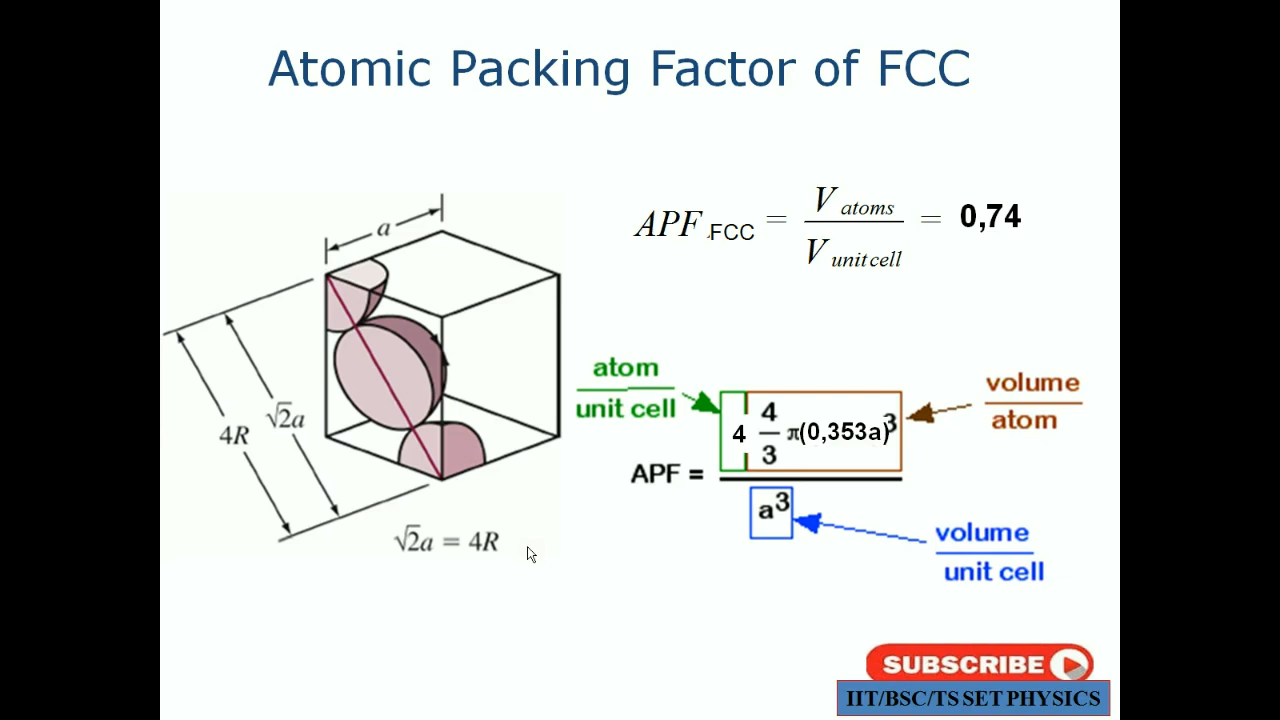 Atomic Packing Factor of FCC
APF FCC = V atoms / V unit cell = 0,74
a
4R
√2a
√2a = 4R
atom
unit cell
volume
atom
APF = 4 4/3 π(0,353a)³
a³
volume
unit cell
SUBSCRIBE
IIT/BSC/TS SET PHYSICS